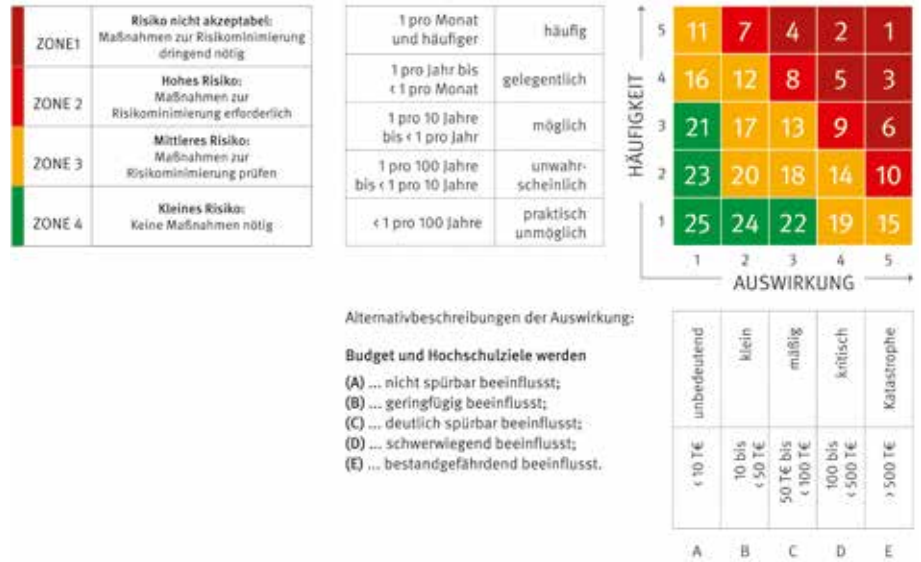 ZONE1
Risiko nicht akzeptabel:
Maßnahmen zur Risikominimierung
dringend nötig
ZONE 2
Hohes Risiko:
Maßnahmen zur
Risikominimierung erforderlich
ZONE 3
Mittleres Risiko:
Maßnahmen zur
Risikominimierung prüfen
ZONE 4
Kleines Risiko:
Keine Maßnahmen nötig
1 pro Monat
und häufiger
häufig
1 pro Jahr bis
< 1 pro Monat
gelegentlich
1 pro 10 Jahre
bis < 1 pro Jahr
möglich
1 pro 100 Jahre
bis < 1 pro 10 Jahre
unwahr-
scheinlich
< 1 pro 100 Jahre
praktisch
unmöglich
HÄUFIGKEIT
5 11 7 4 2 1
4 16 12 8 5 3
3 21 17 13 9 6
2 23 20 18 14 10
1 25 24 22 19 15
1 2 3 4 5
AUSWIRKUNG
Alternativbeschreibungen der Auswirkung:
Budget und Hochschulziele werden
(A) ... nicht spürbar beeinflusst;
(B) ... geringfügig beeinflusst;
(C) ... deutlich spürbar beeinflusst;
(D) ... schwerwiegend beeinflusst;
(E) ... bestandgefährdend beeinflusst.
unbedeutend
klein
mäßig
kritisch
Katastrophe
< 10 T€
10 bis
< 50 T€
50 T€ bis
< 100 T€
100 bis
< 500 T€
> 500 T€
A B C D E